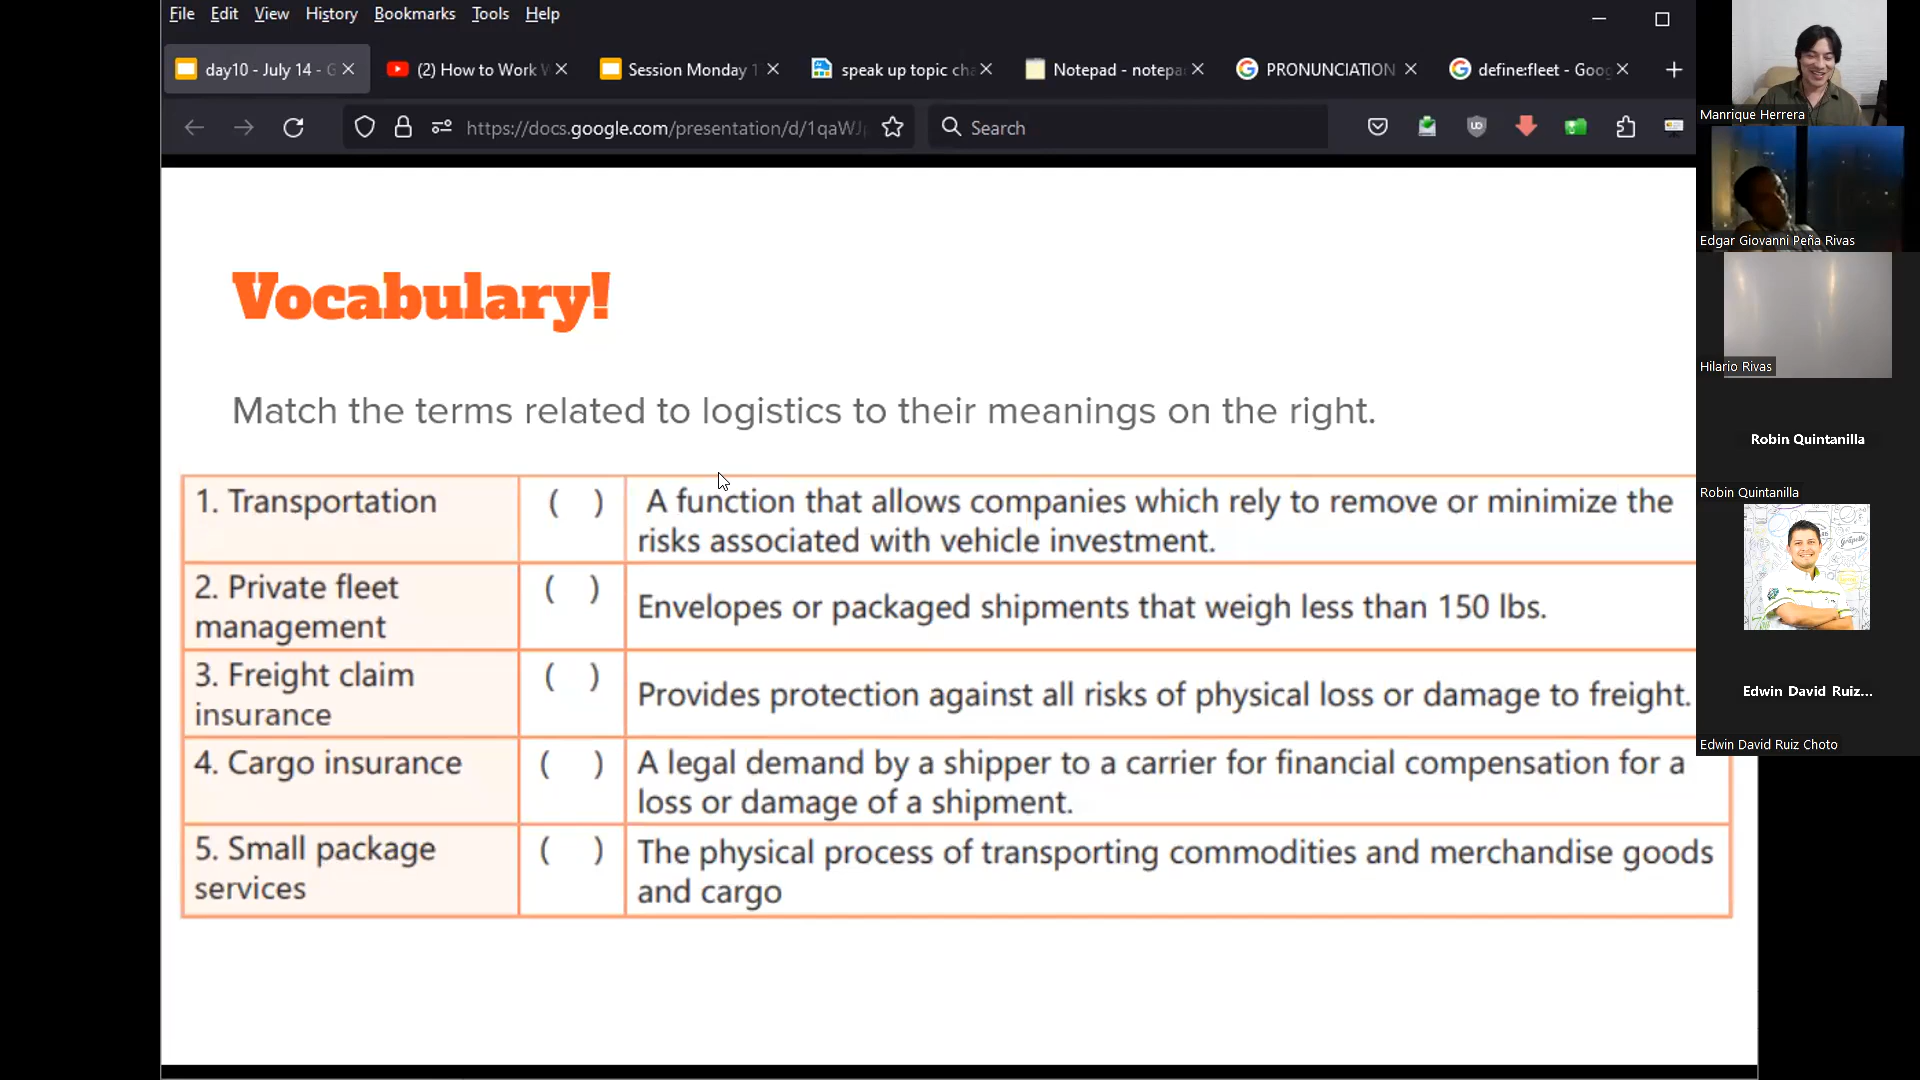 File Edit View History Bookmarks Tools Help
day10 - July 14 - G
(2) How to Work W
Session Monday 1
speak up topic cha
Notepad - notepa
PRONUNCIATION
define:fleet - Goog
https://docs.google.com/presentation/d/1qaWJ
Search
Vocabulary!
Match the terms related to logistics to their meanings on the right.
1. Transportation
( )
A function that allows companies which rely to remove or minimize the
risks associated with vehicle investment.
2. Private fleet
management
( )
Envelopes or packaged shipments that weigh less than 150 lbs.
3. Freight claim
insurance
( )
Provides protection against all risks of physical loss or damage to freight.
4. Cargo insurance
( )
A legal demand by a shipper to a carrier for financial compensation for a
loss or damage of a shipment.
5. Small package
services
( )
The physical process of transporting commodities and merchandise goods
and cargo
Manrique Herrera
Edgar Giovanni Peña Rivas
Hilario Rivas
Robin Quintanilla
Robin Quintanilla
Edwin David Ruiz...
Edwin David Ruiz Choto